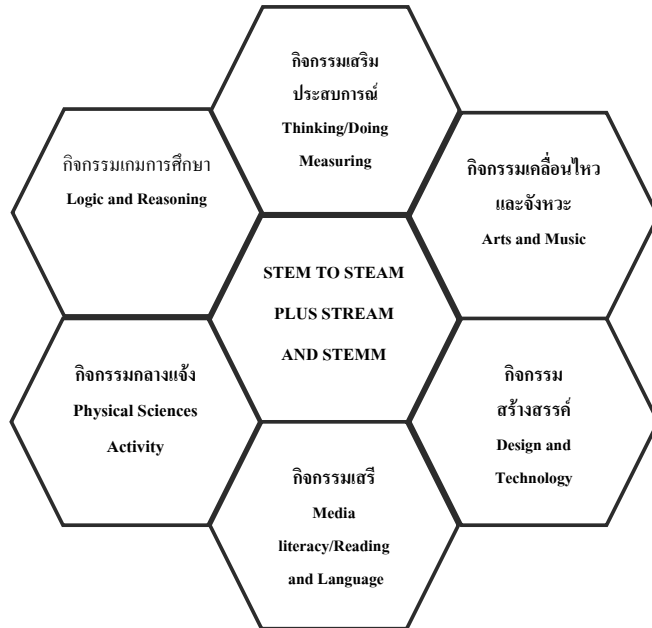 กิจกรรมเสริม
ประสบการณ์
Thinking/Doing
Measuring
กิจกรรมเกมการศึกษา
Logic and Reasoning
กิจกรรมเคลื่อนไหว
และจังหวะ
Arts and Music
STEM TO STEAM
PLUS STREAM
AND STEMM
กิจกรรมกลางแจ้ง
Physical Sciences
Activity
กิจกรรม
สร้างสรรค์
Design and
Technology
กิจกรรมเสรี
Media
literacy/Reading
and Language